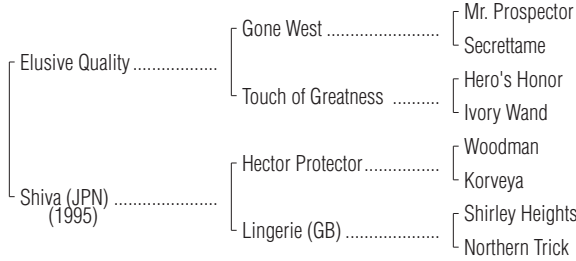 Mr. Prospector
Gone West ........................
Secrettame
Elusive Quality ..................
Hero's Honor
Touch of Greatness ..........
Ivory Wand
Woodman
Hector Protector................
Korveya
Shiva (JPN) ......................
(1995)
Shirley Heights
Lingerie (GB) ....................
Northern Trick